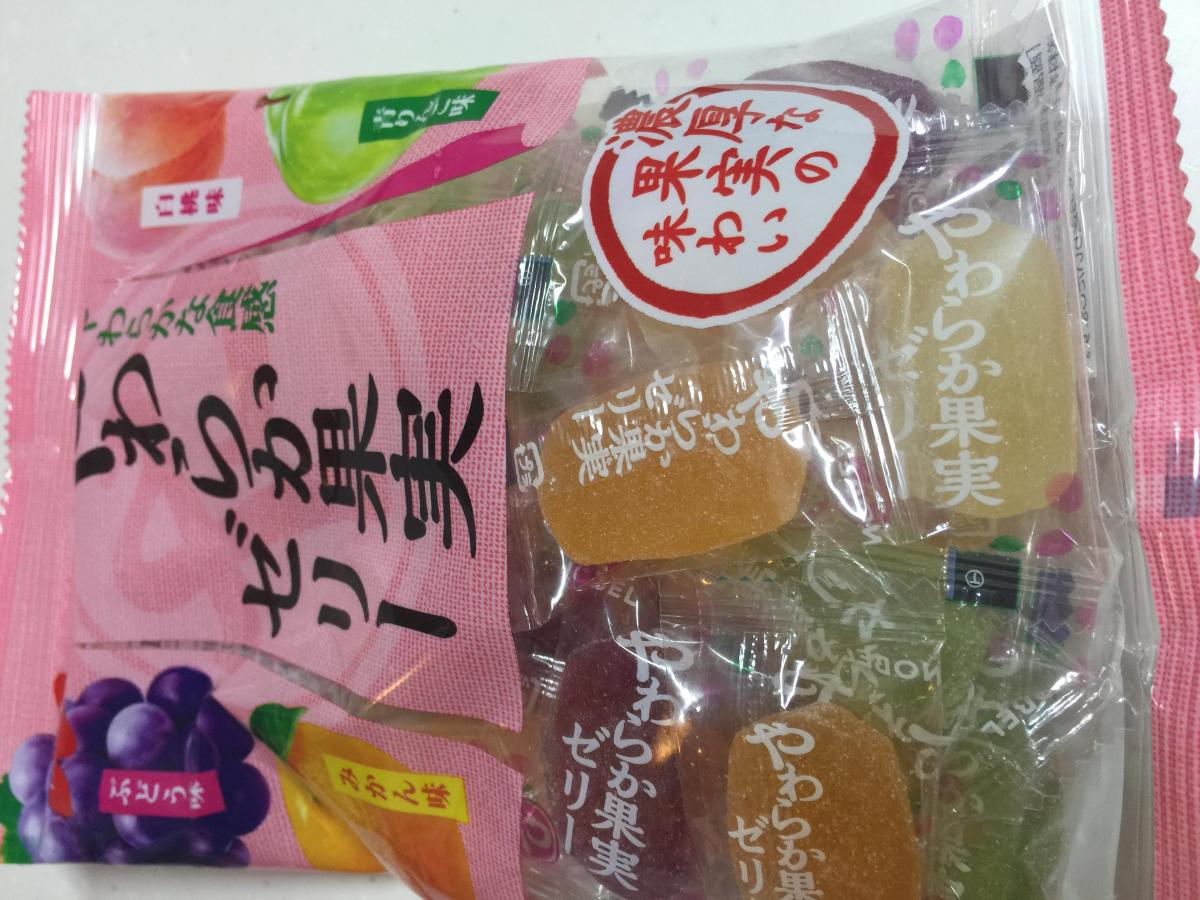 白桃味
青りんご味
やわらかな食感
やわらか果実
ゼリー
ぶどう味
みかん味
濃厚な
果実の
味わい
やわらか果実
ゼリ
やわらか果実
ゼリー
やわらか果実
ゼリー
やわらか果
ゼリ